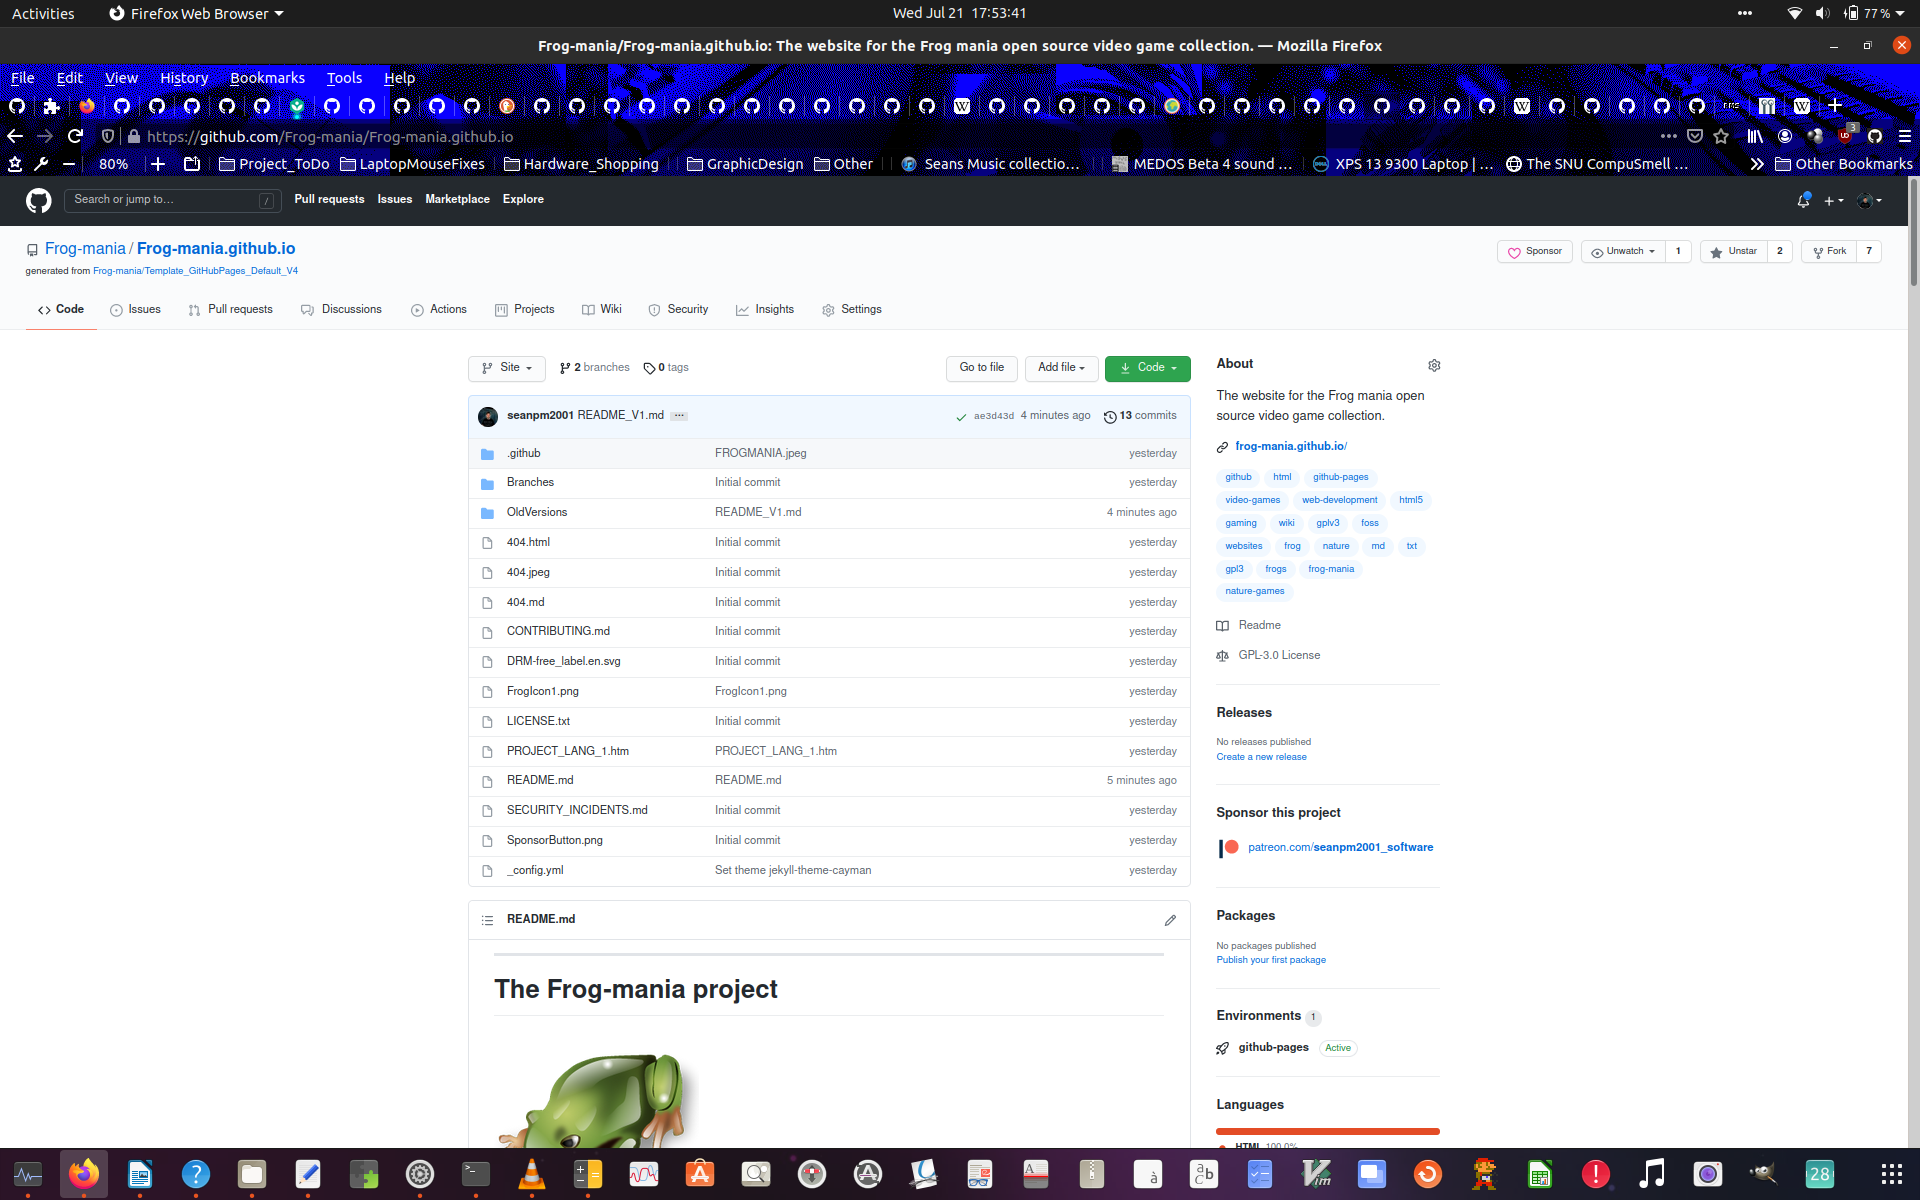 Activities Firefox Web Browser Wed Jul 21 17:53:41 77 %
Frog-mania/Frog-mania.github.io: The website for the Frog mania open source video game collection. — Mozilla Firefox
File Edit View History Bookmarks Tools Help
https://github.com/Frog-mania/Frog-mania.github.io 3
80% Project_ToDo LaptopMouseFixes Hardware_Shopping GraphicDesign Other Seans Music collectio… MEDOS Beta 4 sound … XPS 13 9300 Laptop | … The SNU CompuSmell … Other Bookmarks
Search or jump to… / Pull requests Issues Marketplace Explore
Frog-mania / Frog-mania.github.io Sponsor Unwatch 1 Unstar 2 Fork 7
generated from Frog-mania/Template_GitHubPages_Default_V4
Code Issues Pull requests Discussions Actions Projects Wiki Security Insights Settings
Site 2 branches 0 tags Go to file Add file Code
seanpm2001 README_V1.md ... ae3d43d 4 minutes ago 13 commits
.github FROGMANIA.jpeg yesterday
Branches Initial commit yesterday
OldVersions README_V1.md 4 minutes ago
404.html Initial commit yesterday
404.jpeg Initial commit yesterday
404.md Initial commit yesterday
CONTRIBUTING.md Initial commit yesterday
DRM-free_label.en.svg Initial commit yesterday
FrogIcon1.png FrogIcon1.png yesterday
LICENSE.txt Initial commit yesterday
PROJECT_LANG_1.htm PROJECT_LANG_1.htm yesterday
README.md README.md 5 minutes ago
SECURITY_INCIDENTS.md Initial commit yesterday
SponsorButton.png Initial commit yesterday
_config.yml Set theme jekyll-theme-cayman yesterday
README.md
The Frog-mania project
About
The website for the Frog mania open
source video game collection.
frog-mania.github.io/
github html github-pages
video-games web-development html5
gaming wiki gplv3 foss
websites frog nature md txt
gpl3 frogs frog-mania
nature-games
Readme
GPL-3.0 License
Releases
No releases published
Create a new release
Sponsor this project
patreon.com/seanpm2001_software
Packages
No packages published
Publish your first package
Environments 1
github-pages Active
Languages
HTML 100.0%
28